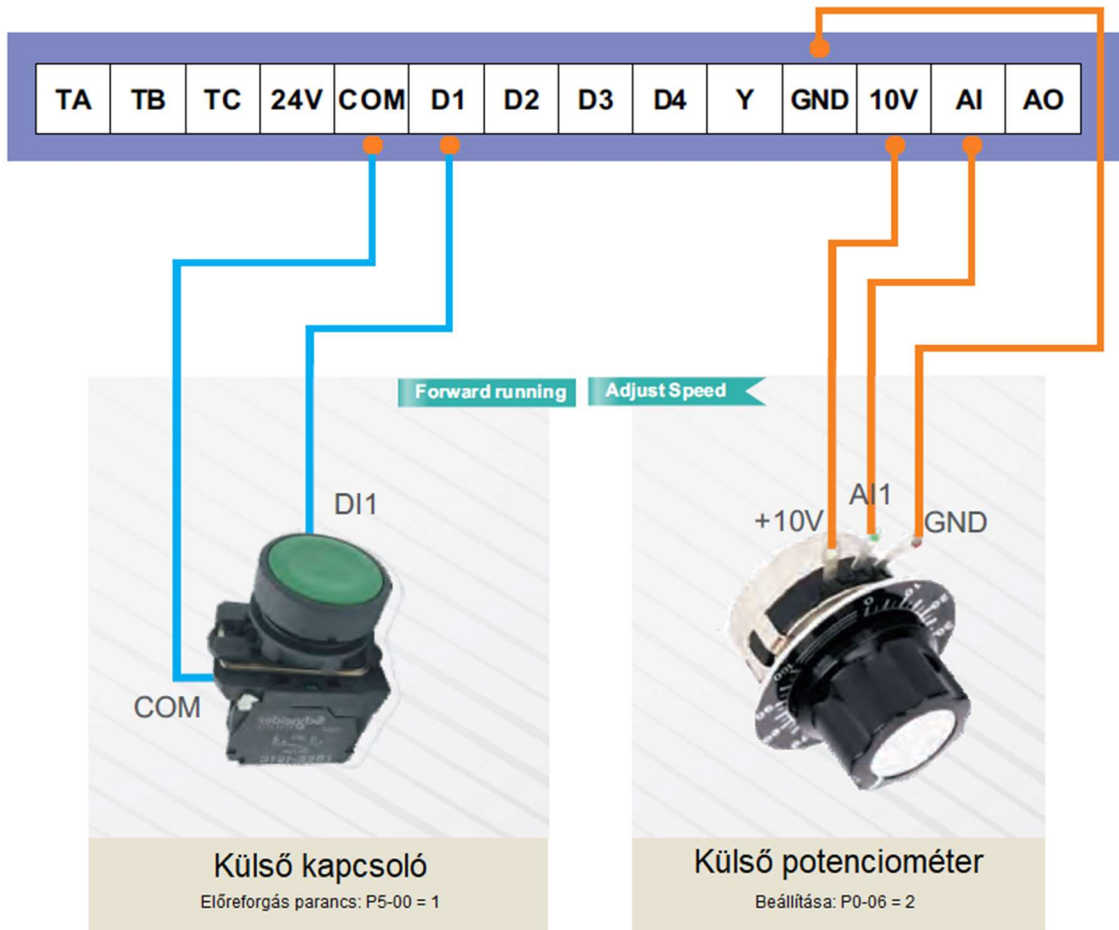 TA TB TC 24V COM D1 D2 D3 D4 Y GND 10V AI AO
Forward running
Adjust Speed
DI1
COM
+10V
AI1
GND
Külső kapcsoló
Előreforgás parancs: P5-00 = 1
Külső potenciométer
Beállítása: P0-06 = 2